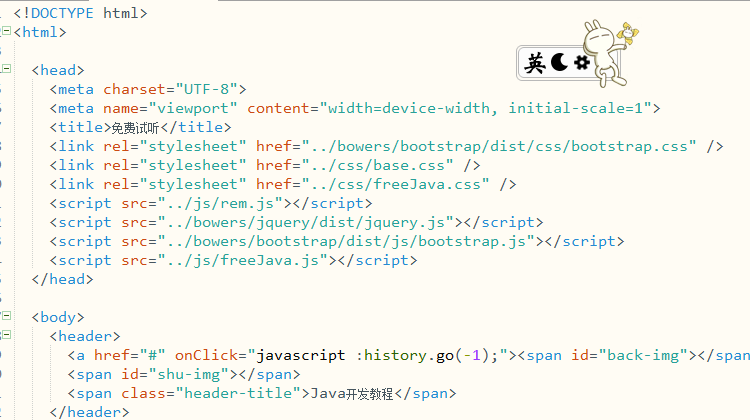 <!DOCTYPE html>
<html>
英
<head>
<meta charset="UTF-8">
<meta name="viewport" content="width=device-width, initial-scale=1">
<title>免费试听</title>
<link rel="stylesheet" href="../bowers/bootstrap/dist/css/bootstrap.css" />
<link rel="stylesheet" href="../css/base.css" />
<link rel="stylesheet" href="../css/freeJava.css" />
<script src="../js/rem.js"></script>
<script src="../bowers/jquery/dist/jquery.js"></script>
<script src="../bowers/bootstrap/dist/js/bootstrap.js"></script>
<script src="../js/freeJava.js"></script>
</head>
<body>
<header>
<a href="#" onClick="javascript :history.go(-1);"><span id="back-img"></span
<span id="shu-img"></span>
<span class="header-title">Java开发教程</span>
</header>